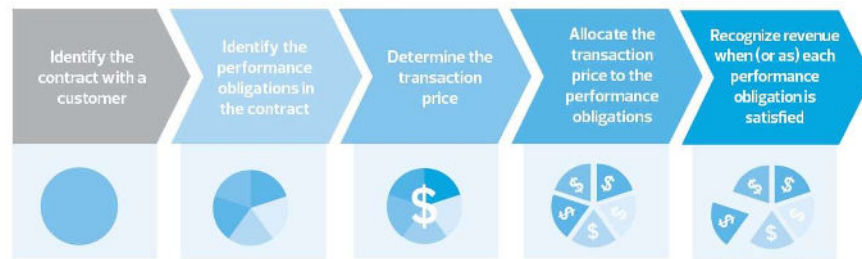 Identify the
contract with a
customer
Identify the
performance
obligations in
the contract
Determine the
transaction
price
Allocate the
transaction
price to the
performance
obligations
Recognize revenue
when (or as) each
performance
obligation is
satisfied
$
$
$
$
$
$
$
$
$
$
$